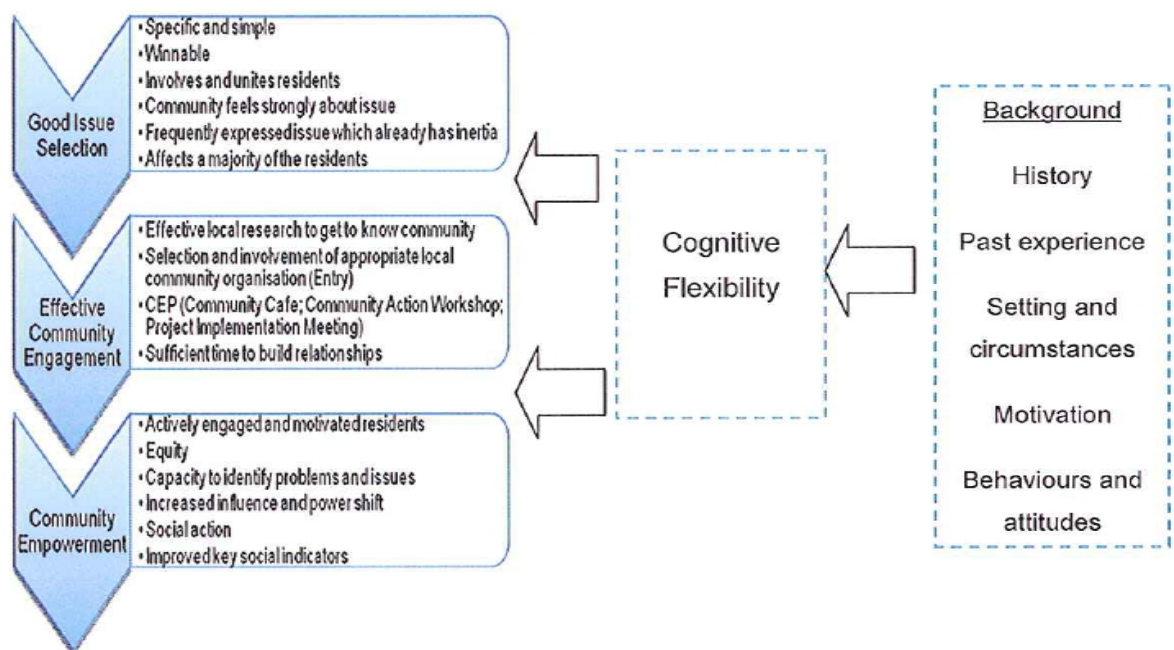 Good Issue
Selection
• Specific and simple
• Winnable
• Involves and unites residents
• Community feels strongly about issue
• Frequently expressed issue which already has inertia
• Affects a majority of the residents
Effective
Community
Engagement
• Effective local research to get to know community
• Selection and involvement of appropriate local
community organisation (Entry)
• CEP (Community Cafe; Community Action Workshop;
Project Implementation Meeting)
• Sufficient time to build relationships
Community
Empowerment
• Actively engaged and motivated residents
• Equity
• Capacity to identify problems and issues
• Increased influence and power shift
• Social action
• Improved key social indicators
Cognitive
Flexibility
Background
History
Past experience
Setting and
circumstances
Motivation
Behaviours and
attitudes